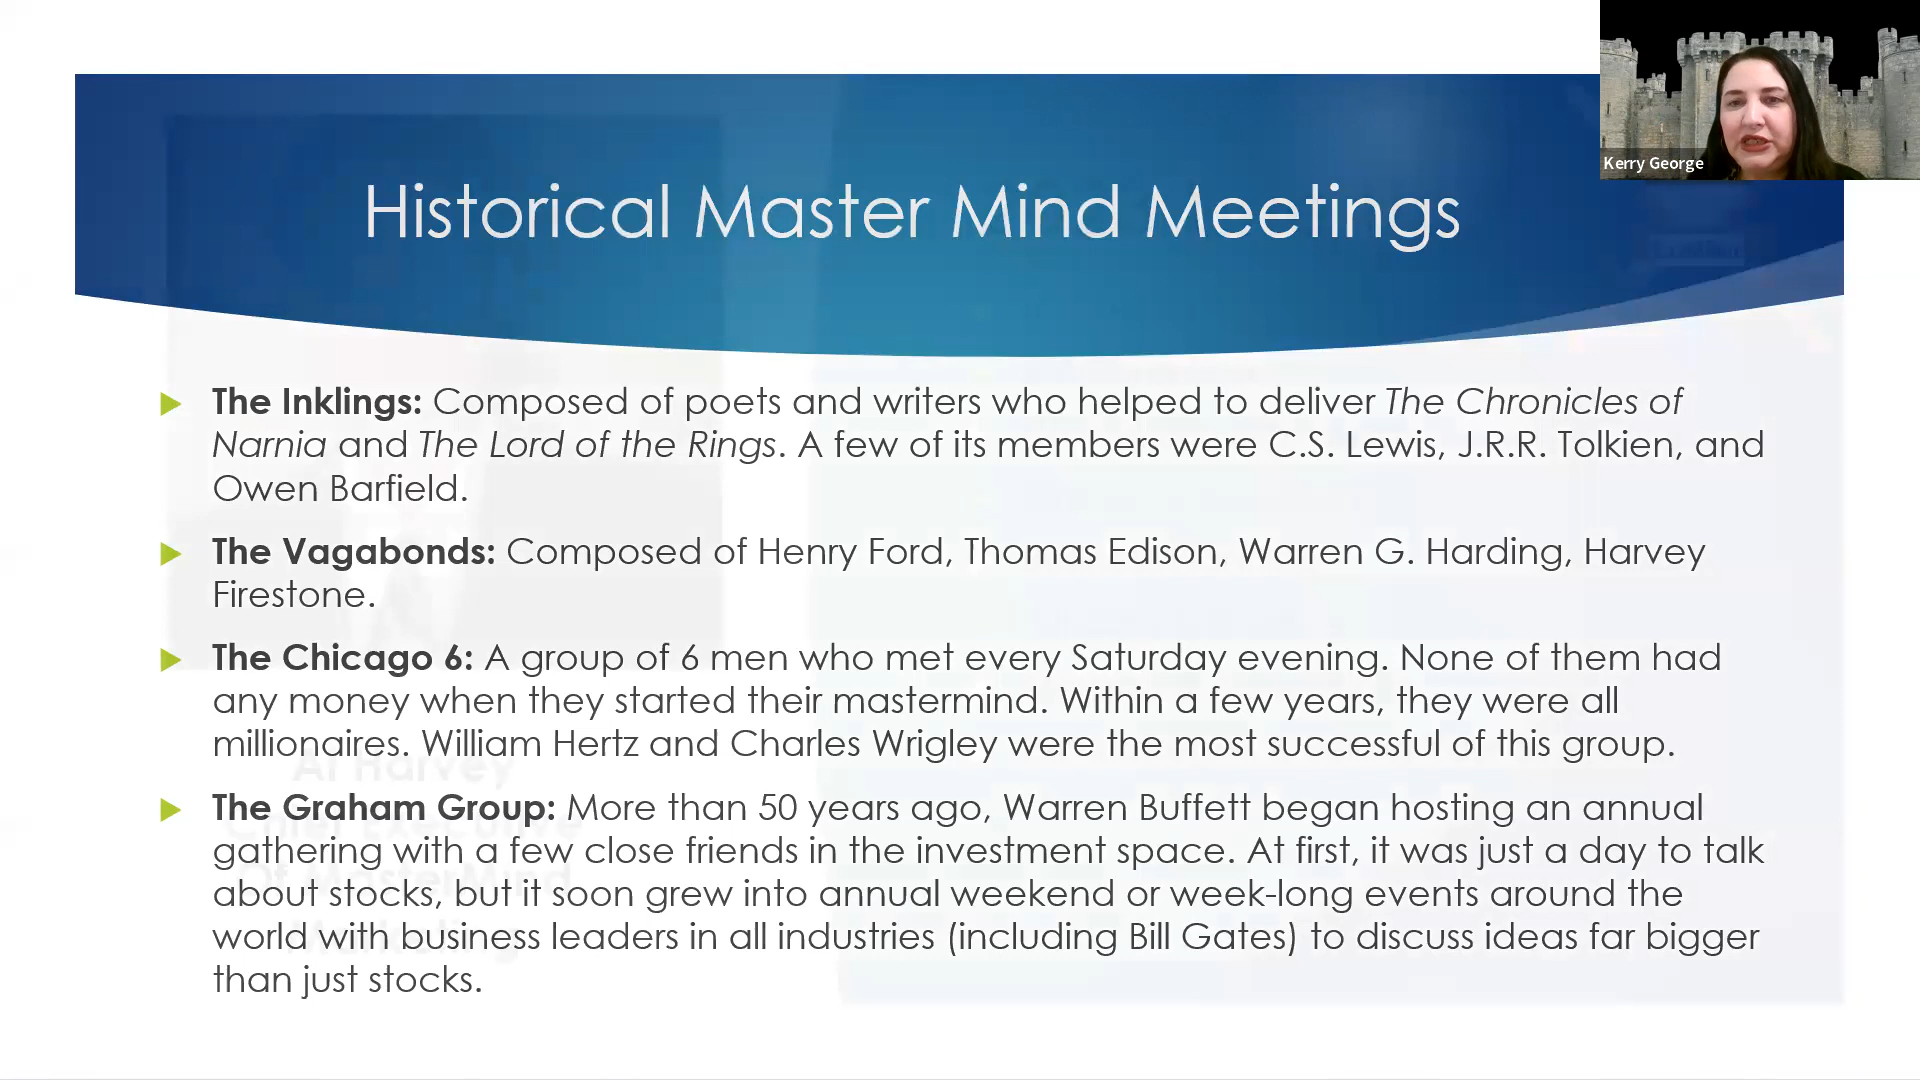 Kerry George
Historical Master Mind Meetings
The Inklings: Composed of poets and writers who helped to deliver The Chronicles of
Narnia and The Lord of the Rings. A few of its members were C.S. Lewis, J.R.R. Tolkien, and
Owen Barfield.
The Vagabonds: Composed of Henry Ford, Thomas Edison, Warren G. Harding, Harvey
Firestone.
The Chicago 6: A group of 6 men who met every Saturday evening. None of them had
any money when they started their mastermind. Within a few years, they were all
millionaires. William Hertz and Charles Wrigley were the most successful of this group.
The Graham Group: More than 50 years ago, Warren Buffett began hosting an annual
gathering with a few close friends in the investment space. At first, it was just a day to talk
about stocks, but it soon grew into annual weekend or week-long events around the
world with business leaders in all industries (including Bill Gates) to discuss ideas far bigger
than just stocks.
Al Harvey
Chief Executive
Of MasterMind